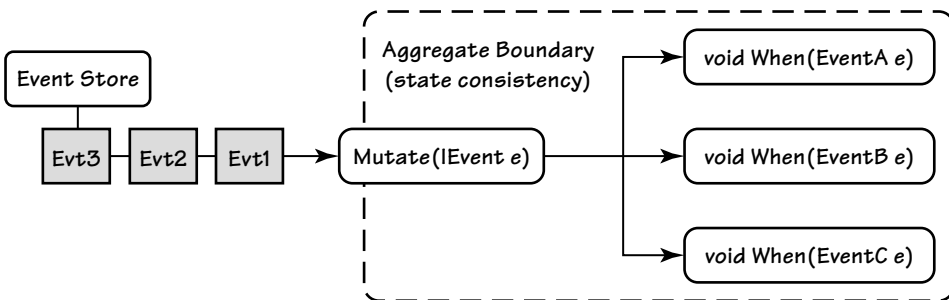 Event Store
Evt3
Evt2
Evt1
Aggregate Boundary
(state consistency)
Mutate(IEvent e)
void When(EventA e)
void When(EventB e)
void When(EventC e)